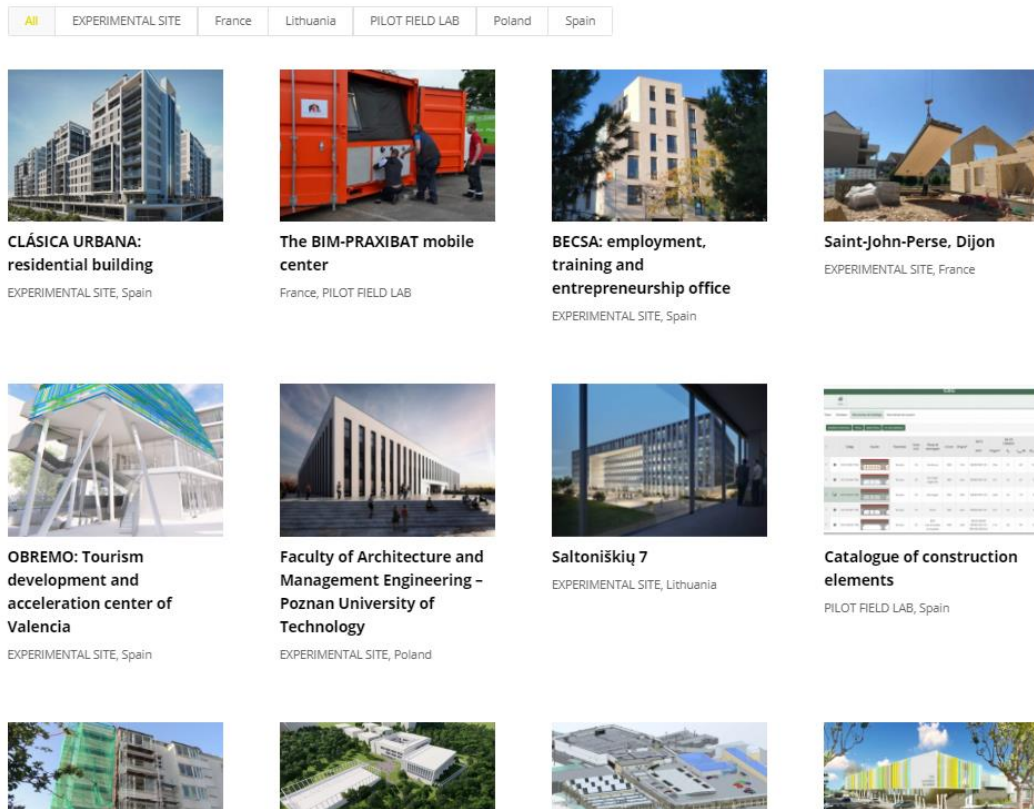 All EXPERIMENTAL SITE France Lithuania PILOT FIELD LAB Poland Spain
CLÁSICA URBANA:
residential building
EXPERIMENTAL SITE, Spain
The BIM-PRAXIBAT mobile
center
France, PILOT FIELD LAB
BECSA: employment,
training and
entrepreneurship office
EXPERIMENTAL SITE, Spain
Saint-John-Perse, Dijon
EXPERIMENTAL SITE, France
OBREMO: Tourism
development and
acceleration center of
Valencia
EXPERIMENTAL SITE, Spain
Faculty of Architecture and
Management Engineering –
Poznan University of
Technology
EXPERIMENTAL SITE, Poland
Saltoniškių 7
EXPERIMENTAL SITE, Lithuania
Catalogue of construction
elements
PILOT FIELD LAB, Spain